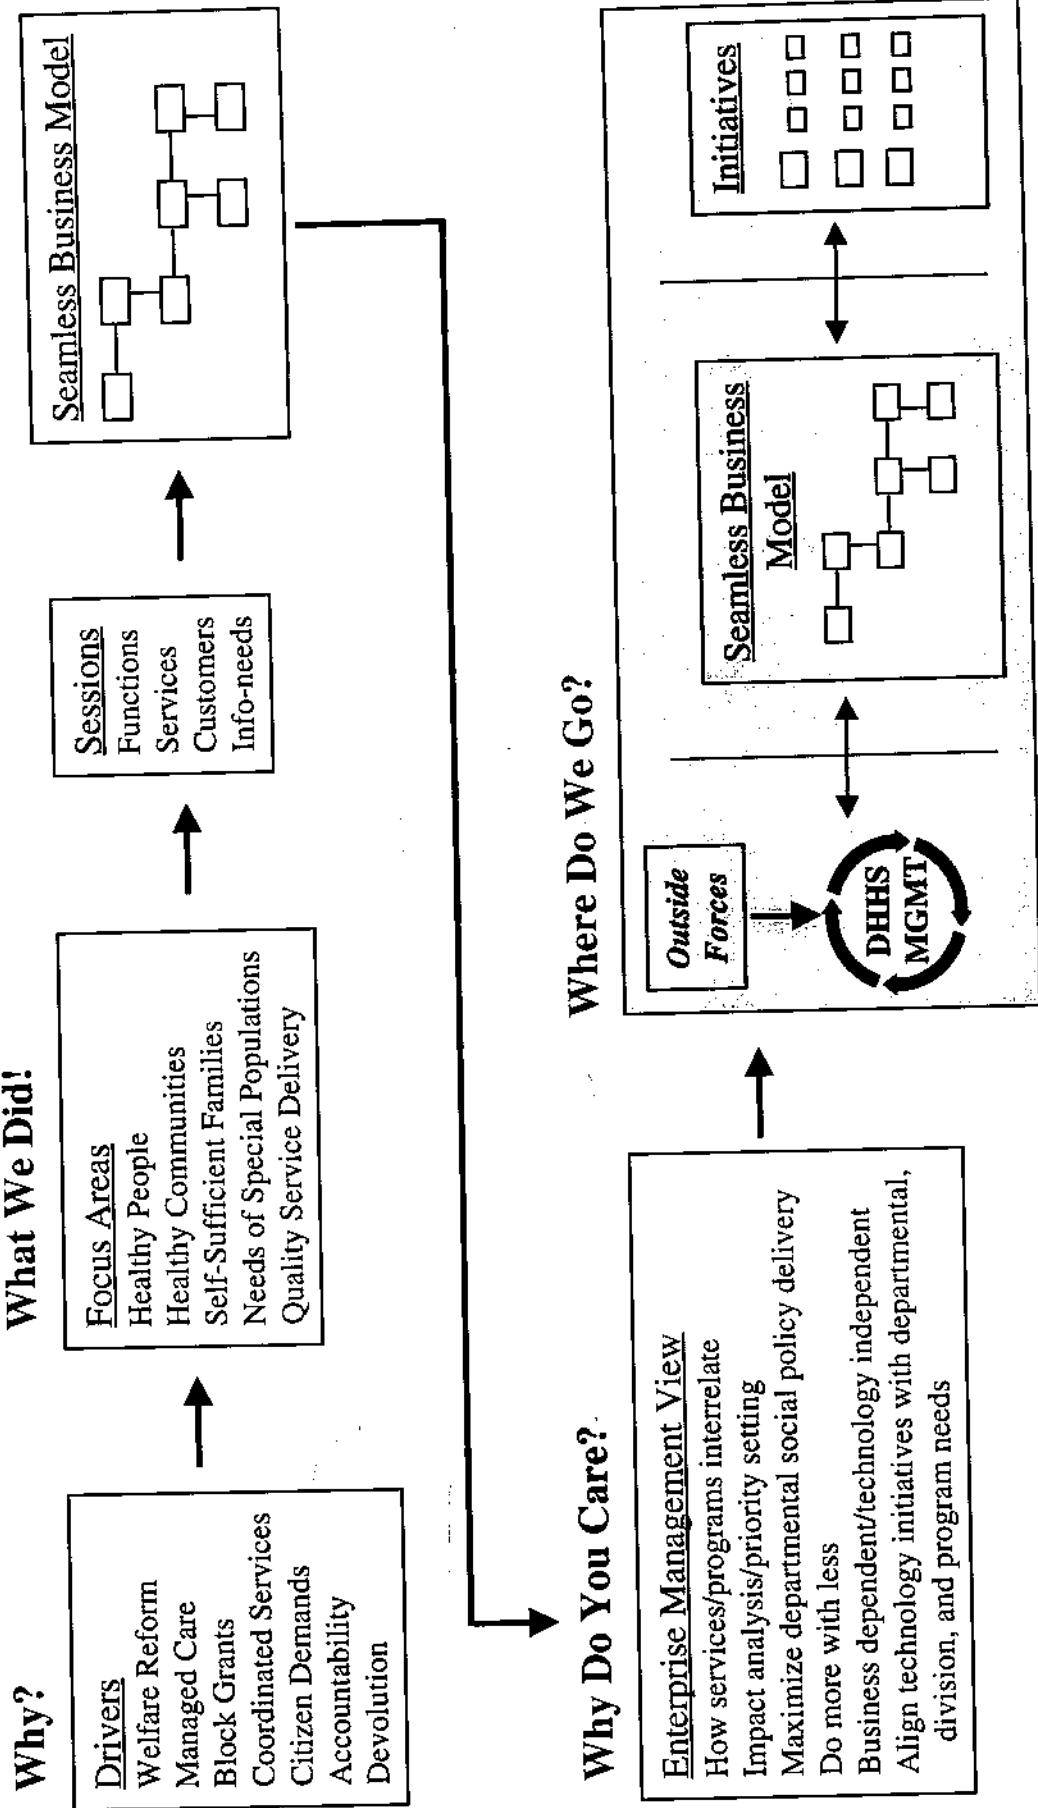 Why?
Drivers
Welfare Reform
Managed Care
Block Grants
Coordinated Services
Citizen Demands
Accountability
Devolution
What We Did!
Focus Areas
Healthy People
Healthy Communities
Self-Sufficient Families
Needs of Special Populations
Quality Service Delivery
Sessions
Functions
Services
Customers
Info-needs
Seamless Business Model
Why Do You Care?
Enterprise Management View
How services/programs interrelate
Impact analysis/priority setting
Maximize departmental social policy delivery
Do more with less
Business dependent/technology independent
Align technology initiatives with departmental,
division, and program needs
Where Do We Go?
Outside
Forces
DHHS
MGMT
Seamless Business
Model
Initiatives